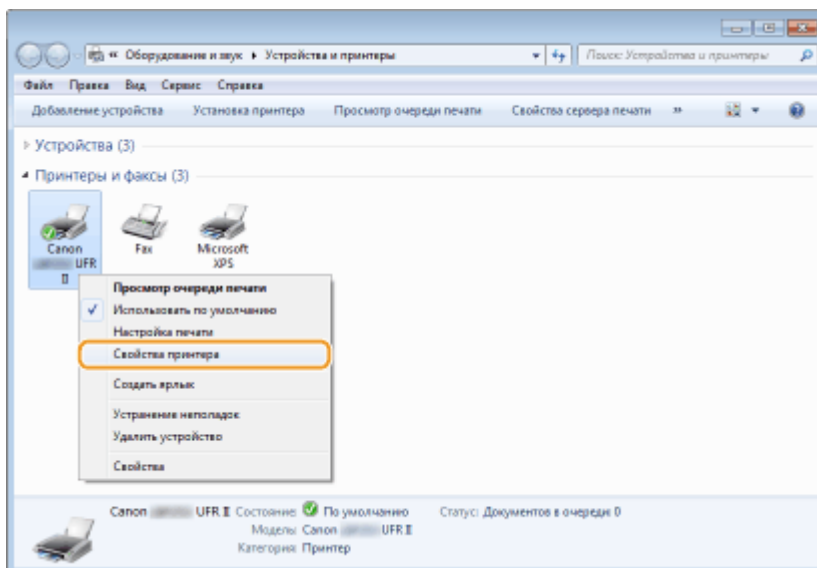 « Оборудование и звук ▸ Устройства и принтеры
Поиск: Устройства и принтеры
Файл Правка Вид Сервис Справка
Добавление устройства Установка принтера Просмотр очереди печати Свойства сервера печати »
Устройства (3)
Принтеры и факсы (3)
Canon UFR II
Fax
Microsoft XPS
Просмотр очереди печати
Использовать по умолчанию
Настройка печати
Свойства принтера
Создать ярлык
Устранение неполадок
Удалить устройство
Свойства
Canon UFR II Состояние: По умолчанию Статус: Документов в очереди: 0
Модель: Canon UFR II
Категория: Принтер